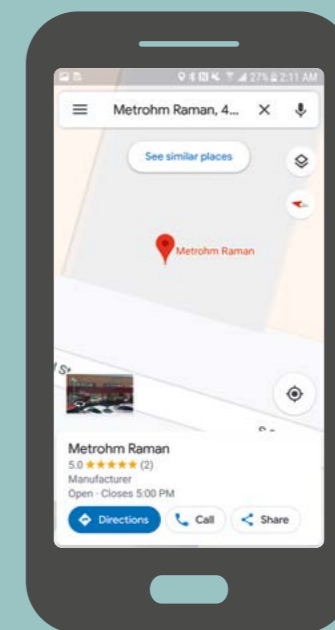 27% 2:11 AM
Metrohm Raman, 4...
See similar places
Metrohm Raman
St
Metrohm Raman
5.0 ★★★★★ (2)
Manufacturer
Open · Closes 5:00 PM
Directions Call Share